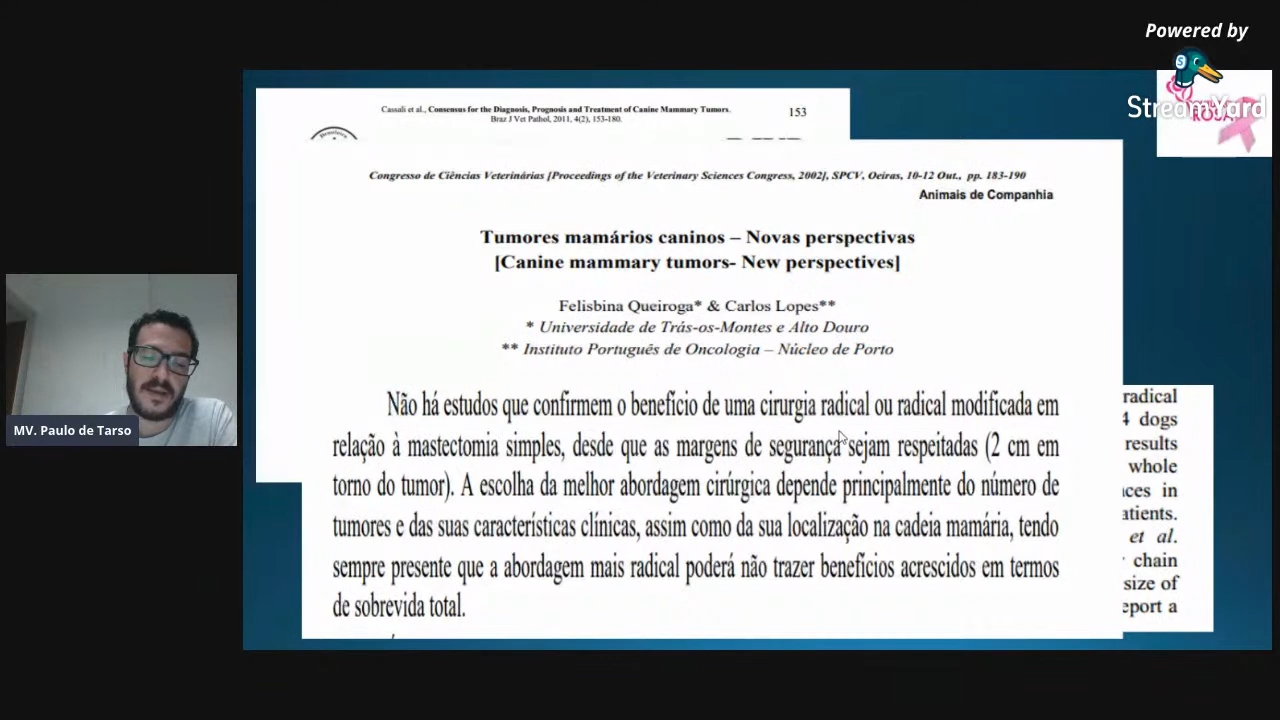 Powered by
StreamYard
ROSA
Cassali et al., Consensus for the Diagnosis, Prognosis and Treatment of Canine Mammary Tumors.
Braz J Vet Pathol, 2011, 4(2), 153-180.
153
Congresso de Ciências Veterinárias [Proceedings of the Veterinary Sciences Congress, 2002], SPCV, Oeiras, 10-12 Out., pp. 183-190
Animais de Companhia
Tumores mamários caninos – Novas perspectivas
[Canine mammary tumors- New perspectives]
Felisbina Queiroga* & Carlos Lopes**
* Universidade de Trás-os-Montes e Alto Douro
** Instituto Português de Oncologia – Núcleo de Porto
Não há estudos que confirmem o benefício de uma cirurgia radical ou radical modificada em
relação à mastectomia simples, desde que as margens de segurança sejam respeitadas (2 cm em
torno do tumor). A escolha da melhor abordagem cirúrgica depende principalmente do número de
tumores e das suas características clínicas, assim como da sua localização na cadeia mamária, tendo
sempre presente que a abordagem mais radical poderá não trazer benefícios acrescidos em termos
de sobrevida total.
radical
4 dogs
results
whole
ces in
atients.
et al.
chain
size of
eport a
MV. Paulo de Tarso